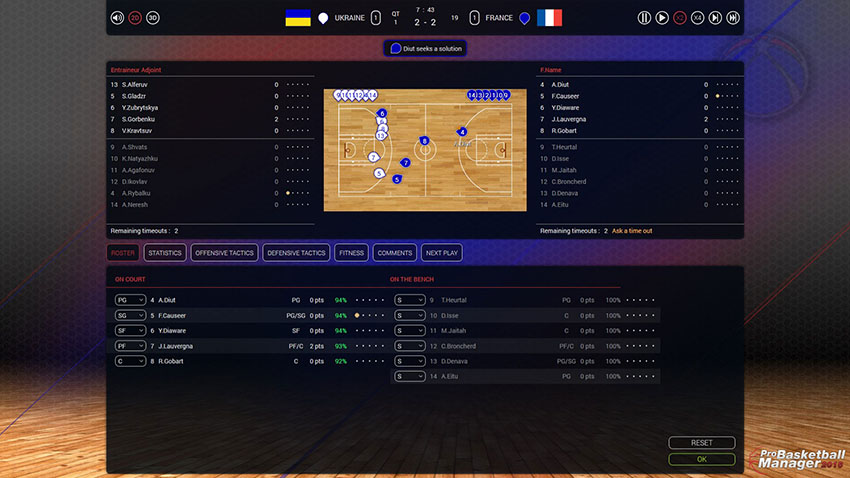 2D 3D
UKRAINE 1 QT 1 7 : 43 2 - 2 19 1 FRANCE
X2 X4
Diut seeks a solution
Entraineur Adjoint
13 S.Alferuv 0
5 S.Gladzr 0
6 Y.Zubrytskya 0
7 S.Gorbenku 2
8 V.Kravtsuv 0
9 A.Shvats 0
10 K.Natyazhku 0
11 A.Agafonuv 0
12 D.Ikovlav 0
4 A.Rybalku 0
14 A.Neresh 0
Remaining timeouts : 2
F.Name
4 A.Diut 0
5 F.Causeer 0
6 Y.Diaware 0
7 J.Lauvergna 2
8 R.Gobart 0
9 T.Heurtal 0
10 D.Isse 0
11 M.Jaitah 0
12 C.Broncherd 0
13 D.Denava 0
14 A.Eitu 0
Remaining timeouts : 2 Ask a time out
ROSTER STATISTICS OFFENSIVE TACTICS DEFENSIVE TACTICS FITNESS COMMENTS NEXT PLAY
ON COURT
PG 4 A.Diut PG 0 pts 94%
SG 5 F.Causeer PG/SG 0 pts 94%
SF 6 Y.Diaware SF 0 pts 94%
PF 7 J.Lauvergna PF/C 2 pts 93%
C 8 R.Gobart C 0 pts 92%
ON THE BENCH
S 9 T.Heurtal PG 0 pts 100%
S 10 D.Isse C 0 pts 100%
S 11 M.Jaitah C 0 pts 100%
S 12 C.Broncherd PF/C 0 pts 100%
S 13 D.Denava PG/SG 0 pts 100%
S 14 A.Eitu PG 0 pts 100%
RESET
OK
ProBasketball
Manager 2016